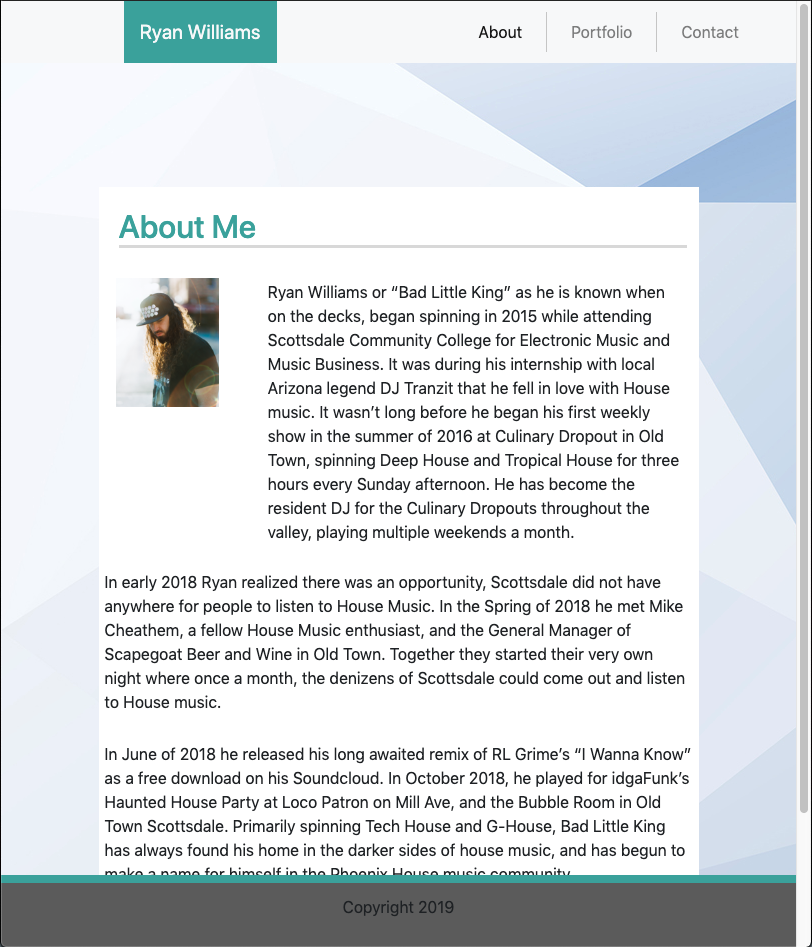 Ryan Williams
About
Portfolio
Contact
About Me
Ryan Williams or “Bad Little King” as he is known when
on the decks, began spinning in 2015 while attending
Scottsdale Community College for Electronic Music and
Music Business. It was during his internship with local
Arizona legend DJ Tranzit that he fell in love with House
music. It wasn’t long before he began his first weekly
show in the summer of 2016 at Culinary Dropout in Old
Town, spinning Deep House and Tropical House for three
hours every Sunday afternoon. He has become the
resident DJ for the Culinary Dropouts throughout the
valley, playing multiple weekends a month.
In early 2018 Ryan realized there was an opportunity, Scottsdale did not have
anywhere for people to listen to House Music. In the Spring of 2018 he met Mike
Cheathem, a fellow House Music enthusiast, and the General Manager of
Scapegoat Beer and Wine in Old Town. Together they started their very own
night where once a month, the denizens of Scottsdale could come out and listen
to House music.
In June of 2018 he released his long awaited remix of RL Grime’s “I Wanna Know”
as a free download on his Soundcloud. In October 2018, he played for idgaFunk’s
Haunted House Party at Loco Patron on Mill Ave, and the Bubble Room in Old
Town Scottsdale. Primarily spinning Tech House and G-House, Bad Little King
has always found his home in the darker sides of house music, and has begun to
make a name for himself in the Phoenix House music community.
Copyright 2019